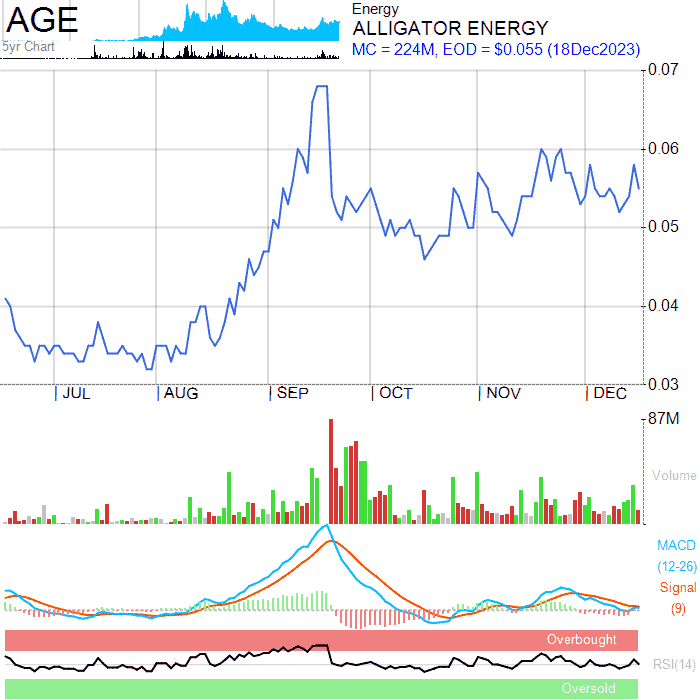 AGE
5yr Chart
Energy
ALLIGATOR ENERGY
MC = 224M, EOD = $0.055 (18Dec2023)
0.07
0.06
0.05
0.04
0.03
JUL AUG SEP OCT NOV DEC
87M
Volume
MACD
(12-26)
Signal
(9)
Overbought
RSI(14)
Oversold